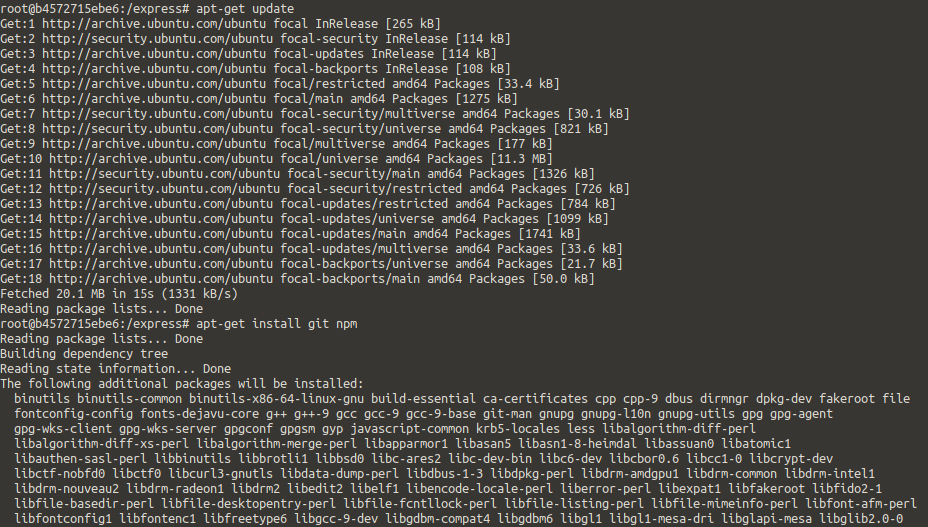 root@b4572715ebe6:/express# apt-get update
Get:1 http://archive.ubuntu.com/ubuntu focal InRelease [265 kB]
Get:2 http://security.ubuntu.com/ubuntu focal-security InRelease [114 kB]
Get:3 http://archive.ubuntu.com/ubuntu focal-updates InRelease [114 kB]
Get:4 http://archive.ubuntu.com/ubuntu focal-backports InRelease [108 kB]
Get:5 http://archive.ubuntu.com/ubuntu focal/restricted amd64 Packages [33.4 kB]
Get:6 http://archive.ubuntu.com/ubuntu focal/main amd64 Packages [1275 kB]
Get:7 http://security.ubuntu.com/ubuntu focal-security/multiverse amd64 Packages [30.1 kB]
Get:8 http://security.ubuntu.com/ubuntu focal-security/universe amd64 Packages [821 kB]
Get:9 http://archive.ubuntu.com/ubuntu focal/multiverse amd64 Packages [177 kB]
Get:10 http://archive.ubuntu.com/ubuntu focal/universe amd64 Packages [11.3 MB]
Get:11 http://security.ubuntu.com/ubuntu focal-security/main amd64 Packages [1326 kB]
Get:12 http://security.ubuntu.com/ubuntu focal-security/restricted amd64 Packages [726 kB]
Get:13 http://archive.ubuntu.com/ubuntu focal-updates/restricted amd64 Packages [784 kB]
Get:14 http://archive.ubuntu.com/ubuntu focal-updates/universe amd64 Packages [1099 kB]
Get:15 http://archive.ubuntu.com/ubuntu focal-updates/main amd64 Packages [1741 kB]
Get:16 http://archive.ubuntu.com/ubuntu focal-updates/multiverse amd64 Packages [33.6 kB]
Get:17 http://archive.ubuntu.com/ubuntu focal-backports/universe amd64 Packages [21.7 kB]
Get:18 http://archive.ubuntu.com/ubuntu focal-backports/main amd64 Packages [50.0 kB]
Fetched 20.1 MB in 15s (1331 kB/s)
Reading package lists... Done
root@b4572715ebe6:/express# apt-get install git npm
Reading package lists... Done
Building dependency tree
Reading state information... Done
The following additional packages will be installed:
binutils binutils-common binutils-x86-64-linux-gnu build-essential ca-certificates cpp cpp-9 dbus dirmngr dpkg-dev fakeroot file
fontconfig-config fonts-dejavu-core g++ g++-9 gcc gcc-9 gcc-9-base git-man gnupg gnupg-l10n gnupg-utils gpg gpg-agent
gpg-wks-client gpg-wks-server gpgconf gpgsm gyp javascript-common krb5-locales less libalgorithm-diff-perl
libalgorithm-diff-xs-perl libalgorithm-merge-perl libapparmor1 libasan5 libasn1-8-heimdal libassuan0 libatomic1
libauthen-sasl-perl libbinutils libbrotli1 libbsd0 libc-ares2 libc-dev-bin libc6-dev libcbor0.6 libcc1-0 libcrypt-dev
libctf-nobfd0 libctf0 libcurl3-gnutls libdata-dump-perl libdbus-1-3 libdpkg-perl libdrm-amdgpu1 libdrm-common libdrm-intel1
libdrm-nouveau2 libdrm-radeon1 libdrm2 libedit2 libelf1 libencode-locale-perl liberror-perl libexpat1 libfakeroot libfido2-1
libfile-basedir-perl libfile-desktopentry-perl libfile-fcntllock-perl libfile-listing-perl libfile-mimeinfo-perl libfont-afm-perl
libfontconfig1 libfontenc1 libfreetype6 libgcc-9-dev libgdbm-compat4 libgdbm6 libgl1 libgl1-mesa-dri libglapi-mesa libglib2.0-0